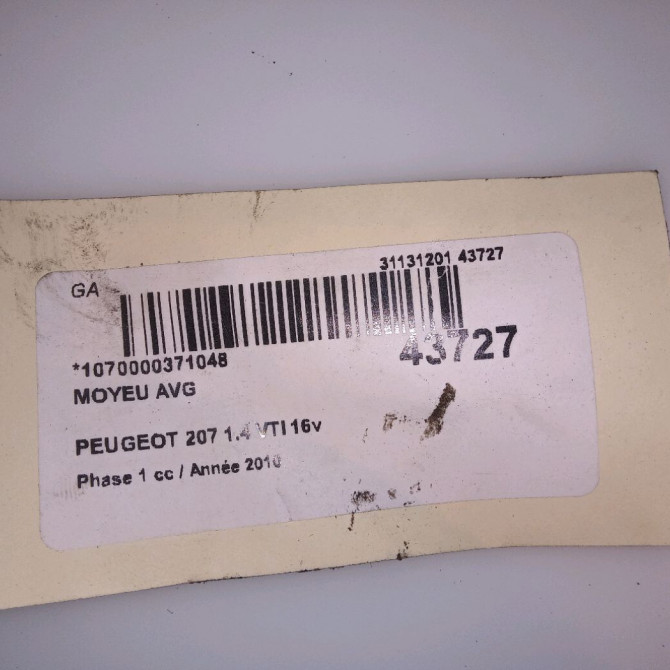 31131201 43727
GA
*1070000371048
43727
MOYEU AVG
PEUGEOT 207 1.4 VTI 16v
Phase 1 cc / Année 2010